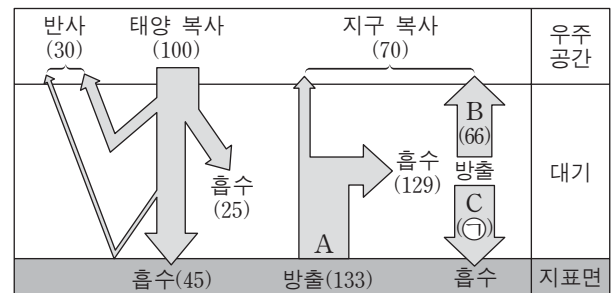 반사
(30)
태양 복사
(100)
지구 복사
(70)
우주
공간
흡수
(25)
흡수
(129)
B
(66)
방출
C
(㉠)
대기
A
흡수(45)
방출(133)
흡수
지표면